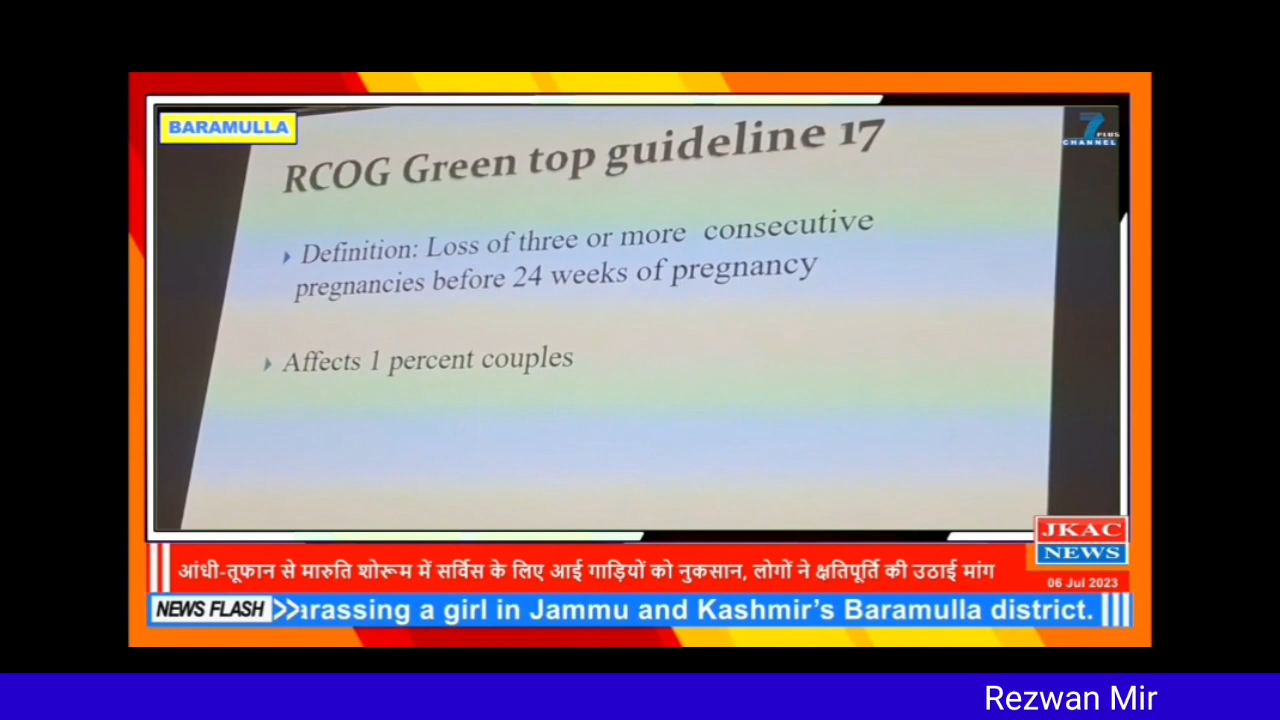 BARAMULLA
7 PLUS
CHANNEL
RCOG Green top guideline 17
Definition: Loss of three or more consecutive
pregnancies before 24 weeks of pregnancy
Affects 1 percent couples
JKAC
NEWS
आंधी-तूफान से मारुति शोरूम में सर्विस के लिए आई गाड़ियों को नुकसान, लोगों ने क्षतिपूर्ति की उठाई मांग
06 Jul 2023
NEWS FLASH
arassing a girl in Jammu and Kashmir’s Baramulla district.
Rezwan Mir